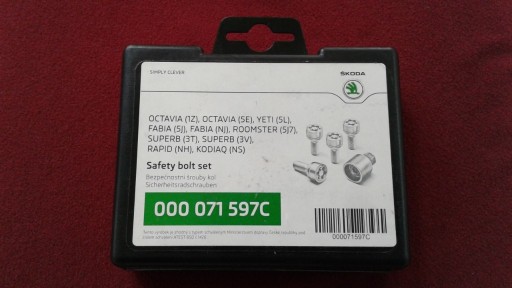 SIMPLY CLEVER
ŠKODA
OCTAVIA (1Z), OCTAVIA (5E), YETI (5L),
FABIA (5J), FABIA (NJ), ROOMSTER (5J7),
SUPERB (3T), SUPERB (3V),
RAPID (NH), KODIAQ (NS)
Safety bolt set
Bezpečnostní šrouby kol
Sicherheitsradschrauben
000 071 597C
000071597C